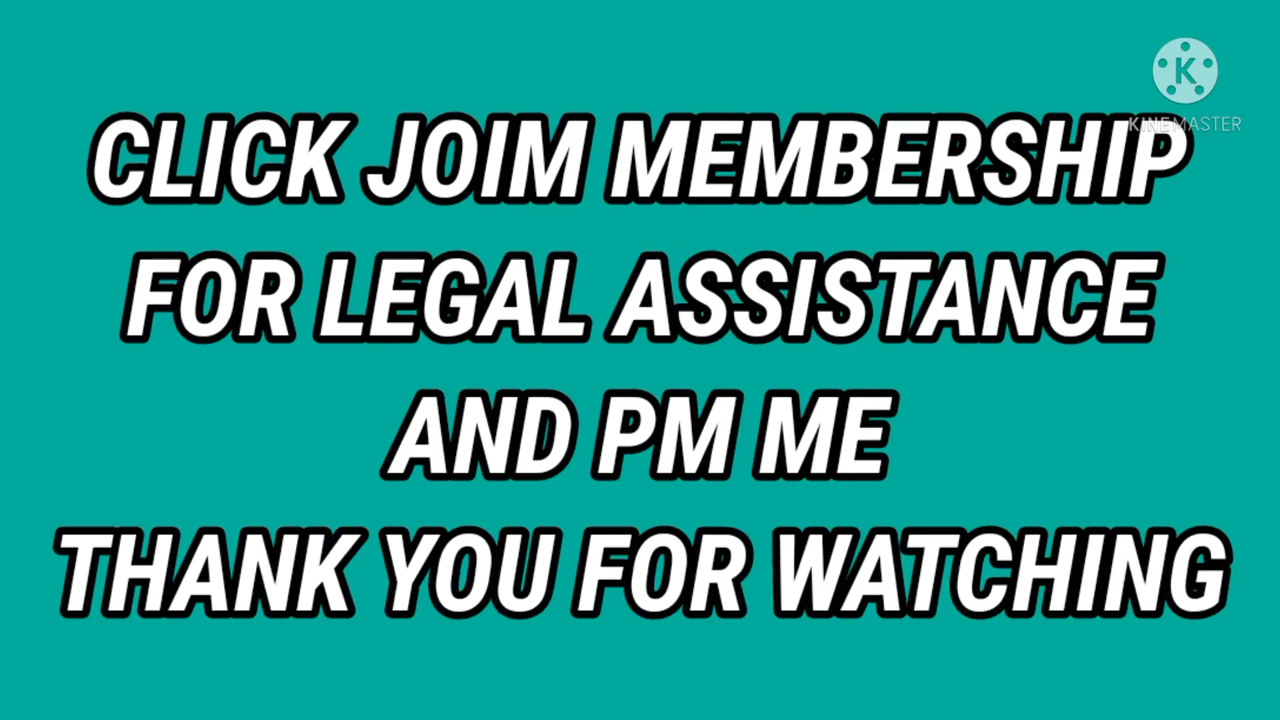 K
KINEMASTER
CLICK JOIM MEMBERSHIP
FOR LEGAL ASSISTANCE
AND PM ME
THANK YOU FOR WATCHING